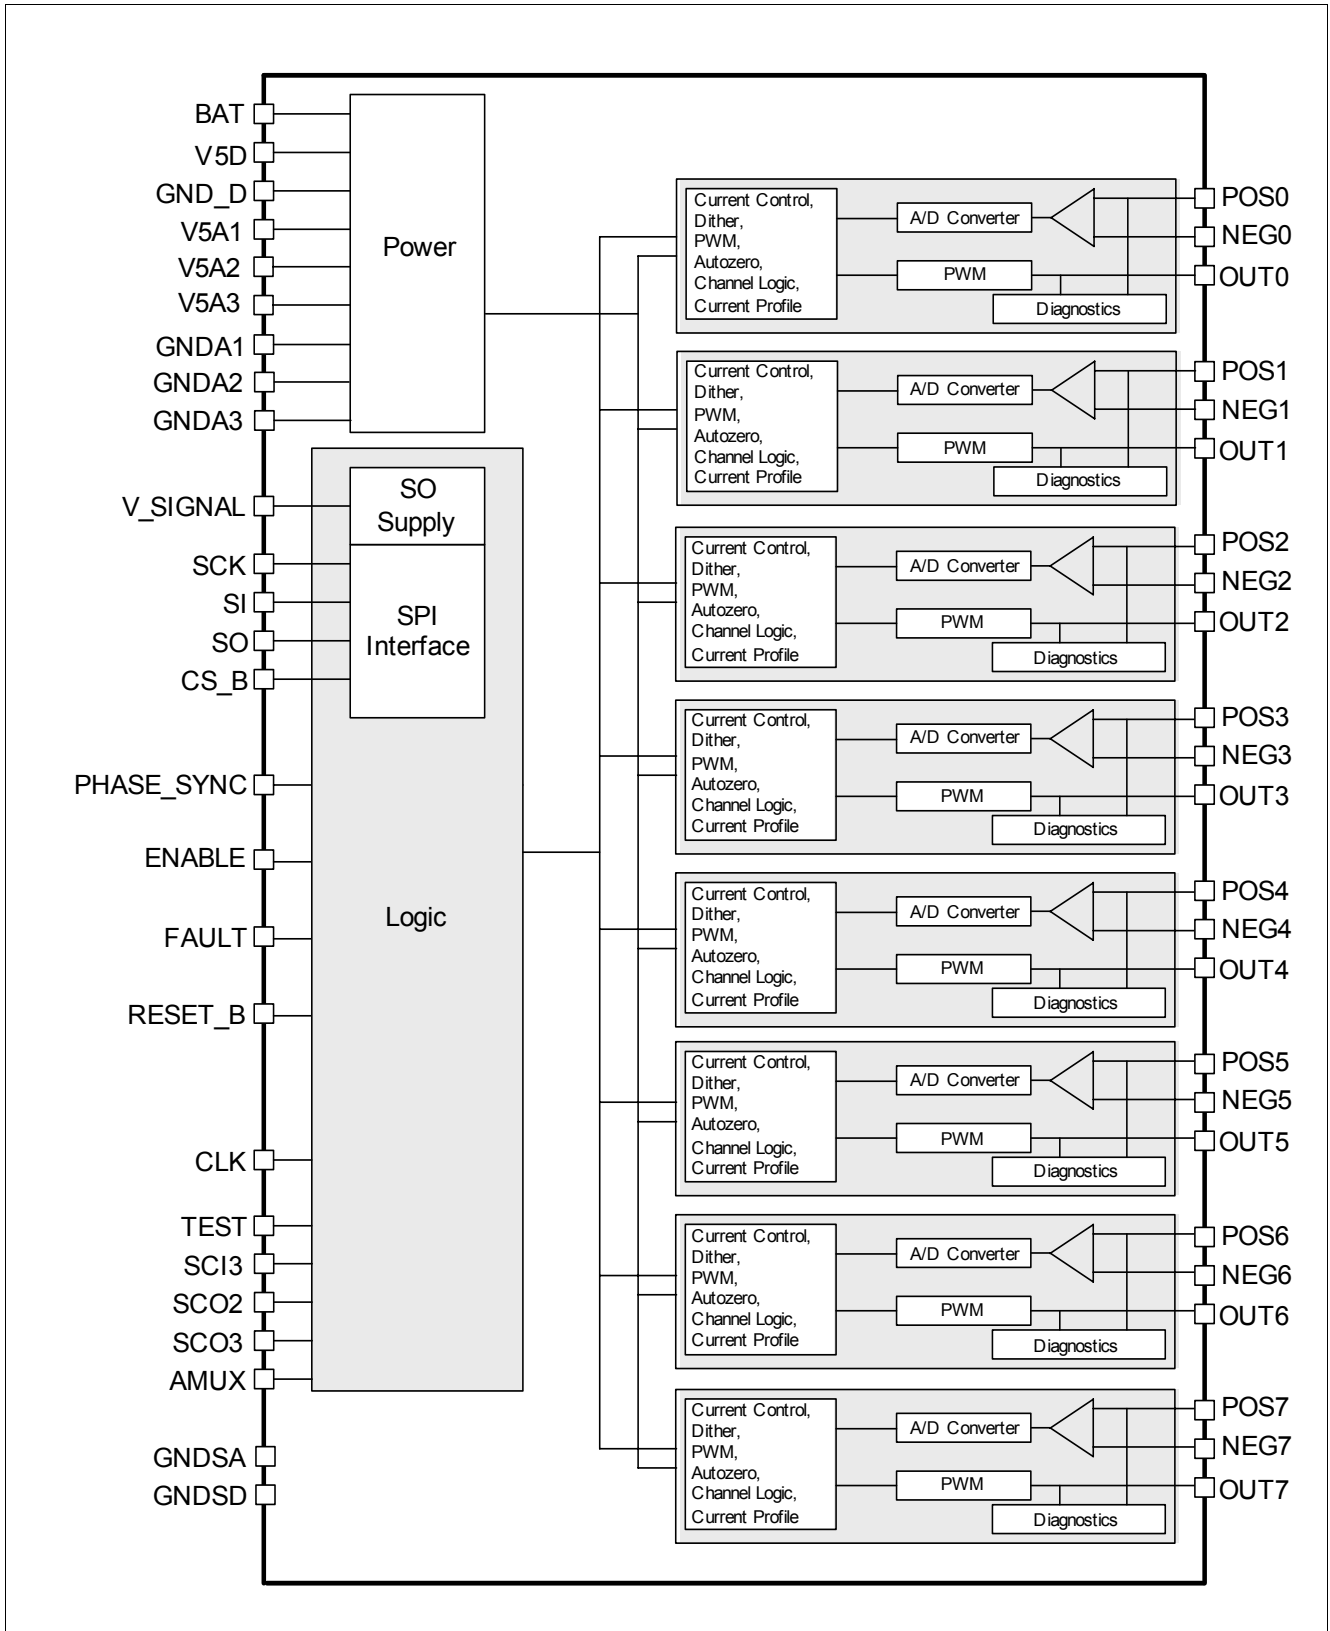 BAT
V5D
GND_D
V5A1
V5A2
V5A3
GNDA1
GNDA2
GNDA3
Power
V_SIGNAL
SCK
SI
SO
CS_B
SO
Supply
SPI
Interface
PHASE_SYNC
ENABLE
FAULT
RESET_B
CLK
TEST
SCI3
SCO2
SCO3
AMUX
Logic
GNDSA
GNDSD
Current Control,
Dither,
PWM,
Autozero,
Channel Logic,
Current Profile
A/D Converter
PWM
Diagnostics
POS0
NEG0
OUT0
Current Control,
Dither,
PWM,
Autozero,
Channel Logic,
Current Profile
A/D Converter
PWM
Diagnostics
POS1
NEG1
OUT1
Current Control,
Dither,
PWM,
Autozero,
Channel Logic,
Current Profile
A/D Converter
PWM
Diagnostics
POS2
NEG2
OUT2
Current Control,
Dither,
PWM,
Autozero,
Channel Logic,
Current Profile
A/D Converter
PWM
Diagnostics
POS3
NEG3
OUT3
Current Control,
Dither,
PWM,
Autozero,
Channel Logic,
Current Profile
A/D Converter
PWM
Diagnostics
POS4
NEG4
OUT4
Current Control,
Dither,
PWM,
Autozero,
Channel Logic,
Current Profile
A/D Converter
PWM
Diagnostics
POS5
NEG5
OUT5
Current Control,
Dither,
PWM,
Autozero,
Channel Logic,
Current Profile
A/D Converter
PWM
Diagnostics
POS6
NEG6
OUT6
Current Control,
Dither,
PWM,
Autozero,
Channel Logic,
Current Profile
A/D Converter
PWM
Diagnostics
POS7
NEG7
OUT7